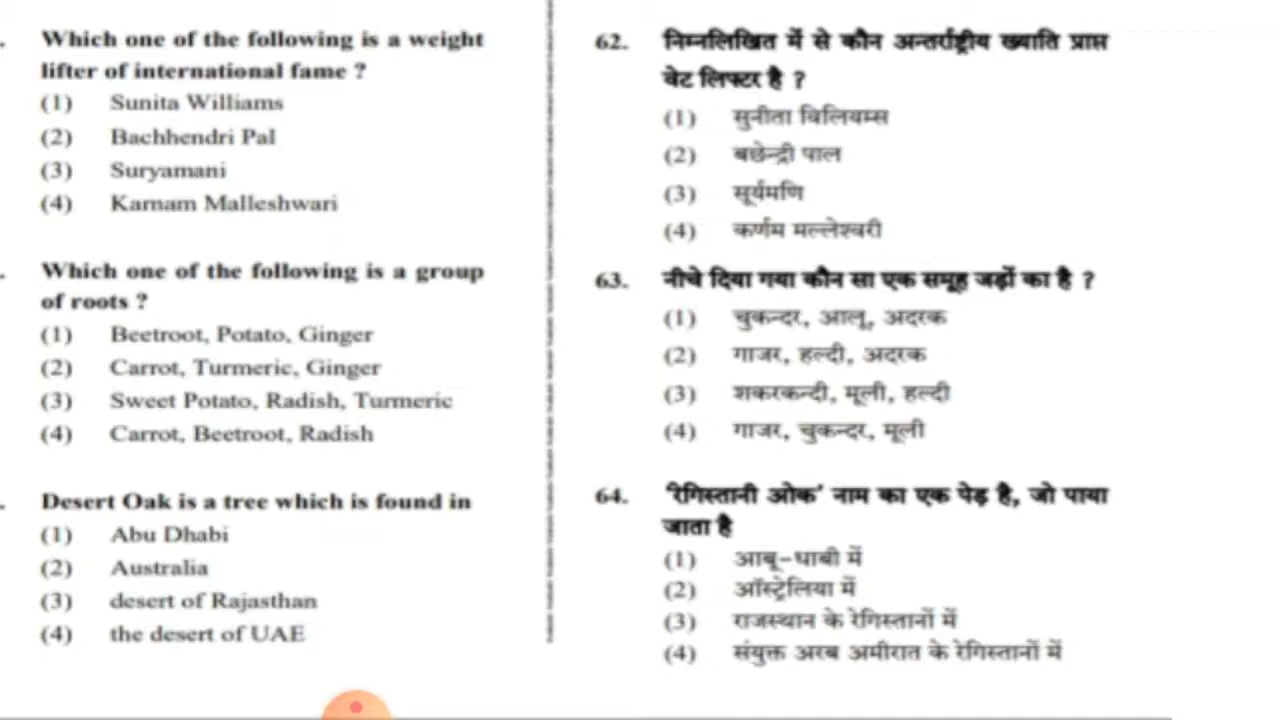 Which one of the following is a weight
lifter of international fame ?
(1) Sunita Williams
(2) Bachhendri Pal
(3) Suryamani
(4) Karnam Malleshwari
Which one of the following is a group
of roots ?
(1) Beetroot, Potato, Ginger
(2) Carrot, Turmeric, Ginger
(3) Sweet Potato, Radish, Turmeric
(4) Carrot, Beetroot, Radish
Desert Oak is a tree which is found in
(1) Abu Dhabi
(2) Australia
(3) desert of Rajasthan
(4) the desert of UAE
62. निम्नलिखित में से कौन अन्तर्राष्ट्रीय ख्याति प्राप्त
वेट लिफ्टर है ?
(1) सुनीता विलियम्स
(2) बछेन्द्री पाल
(3) सूर्यमणि
(4) कर्णम मल्लेश्वरी
63. नीचे दिया गया कौन सा एक समूह जड़ों का है ?
(1) चुकन्दर, आलू, अदरक
(2) गाजर, हल्दी, अदरक
(3) शकरकन्दी, मूली, हल्दी
(4) गाजर, चुकन्दर, मूली
64. 'रेगिस्तानी ओक' नाम का एक पेड़ है, जो पाया
जाता है
(1) आबू-धाबी में
(2) ऑस्ट्रेलिया में
(3) राजस्थान के रेगिस्तानों में
(4) संयुक्त अरब अमीरात के रेगिस्तानों में